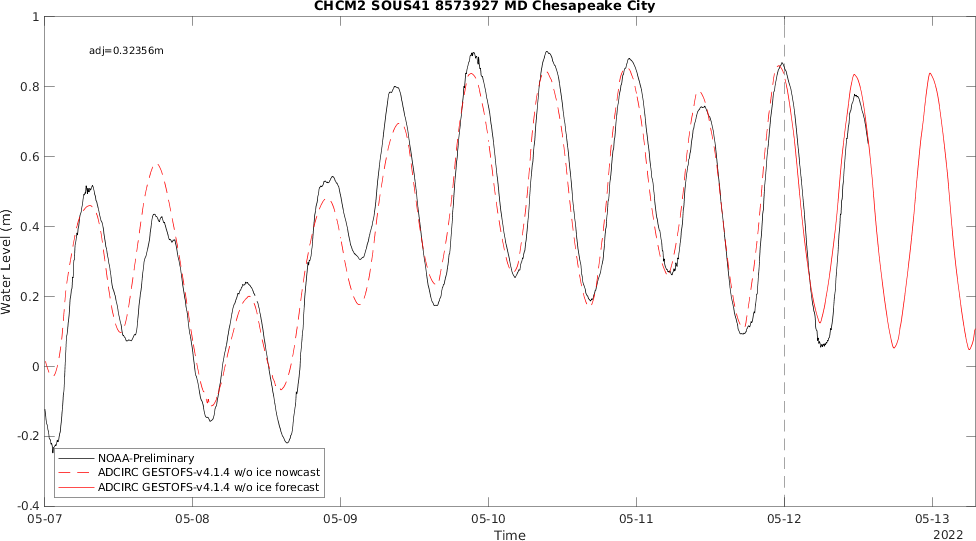 CHCM2 SOUS41 8573927 MD Chesapeake City
adj=0.32356m
1
0.8
0.6
0.4
0.2
0
-0.2
-0.4
Water Level (m)
NOAA-Preliminary
ADCIRC GESTOFS-v4.1.4 w/o ice nowcast
ADCIRC GESTOFS-v4.1.4 w/o ice forecast
05-07 05-08 05-09 05-10 05-11 05-12 05-13
Time
2022